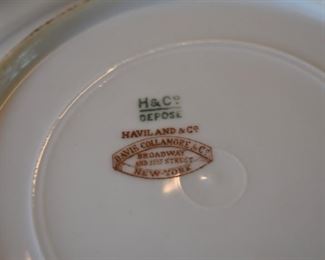 H & Co
DEPOSE
HAVILAND & Co
DAVIS COLLAMORE & Co
BROADWAY
AND 21ST STREET
NEW-YORK